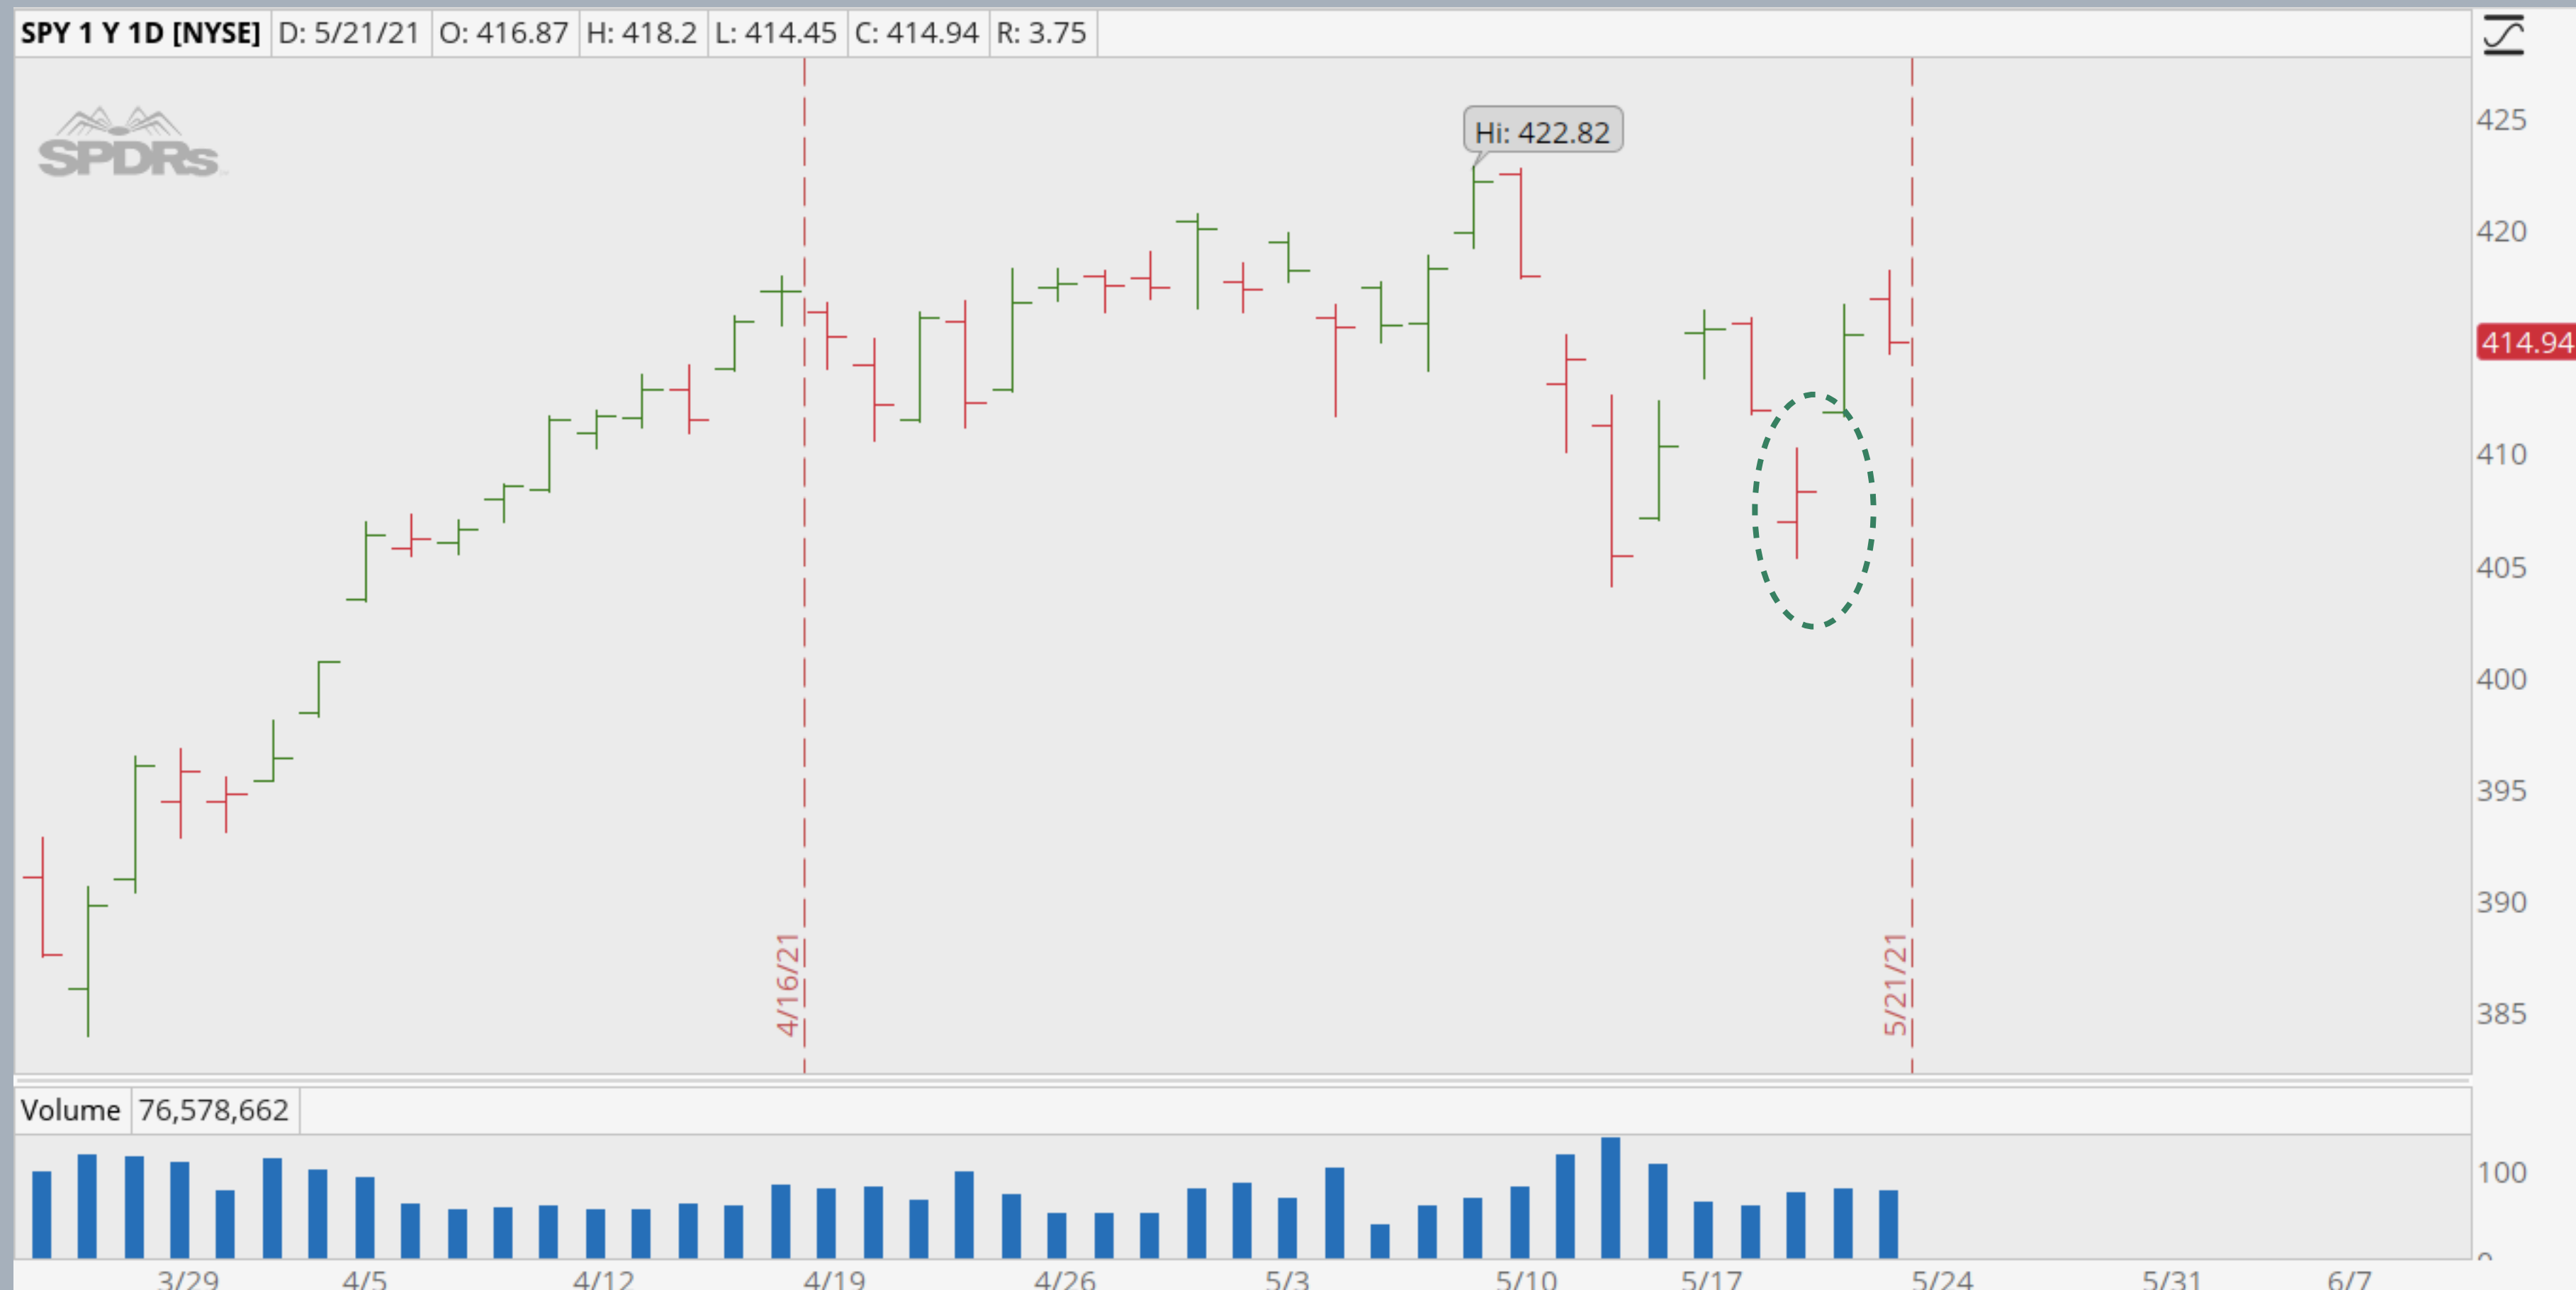 SPY 1 Y 1D [NYSE] D: 5/21/21 O: 416.87 H: 418.2 L: 414.45 C: 414.94 R: 3.75
SPDRs
Hi: 422.82
425
420
414.94
410
405
400
395
390
385
4/16/21
5/21/21
Volume 76,578,662
100
0
3/29 4/5 4/12 4/19 4/26 5/3 5/10 5/17 5/24 5/31 6/7